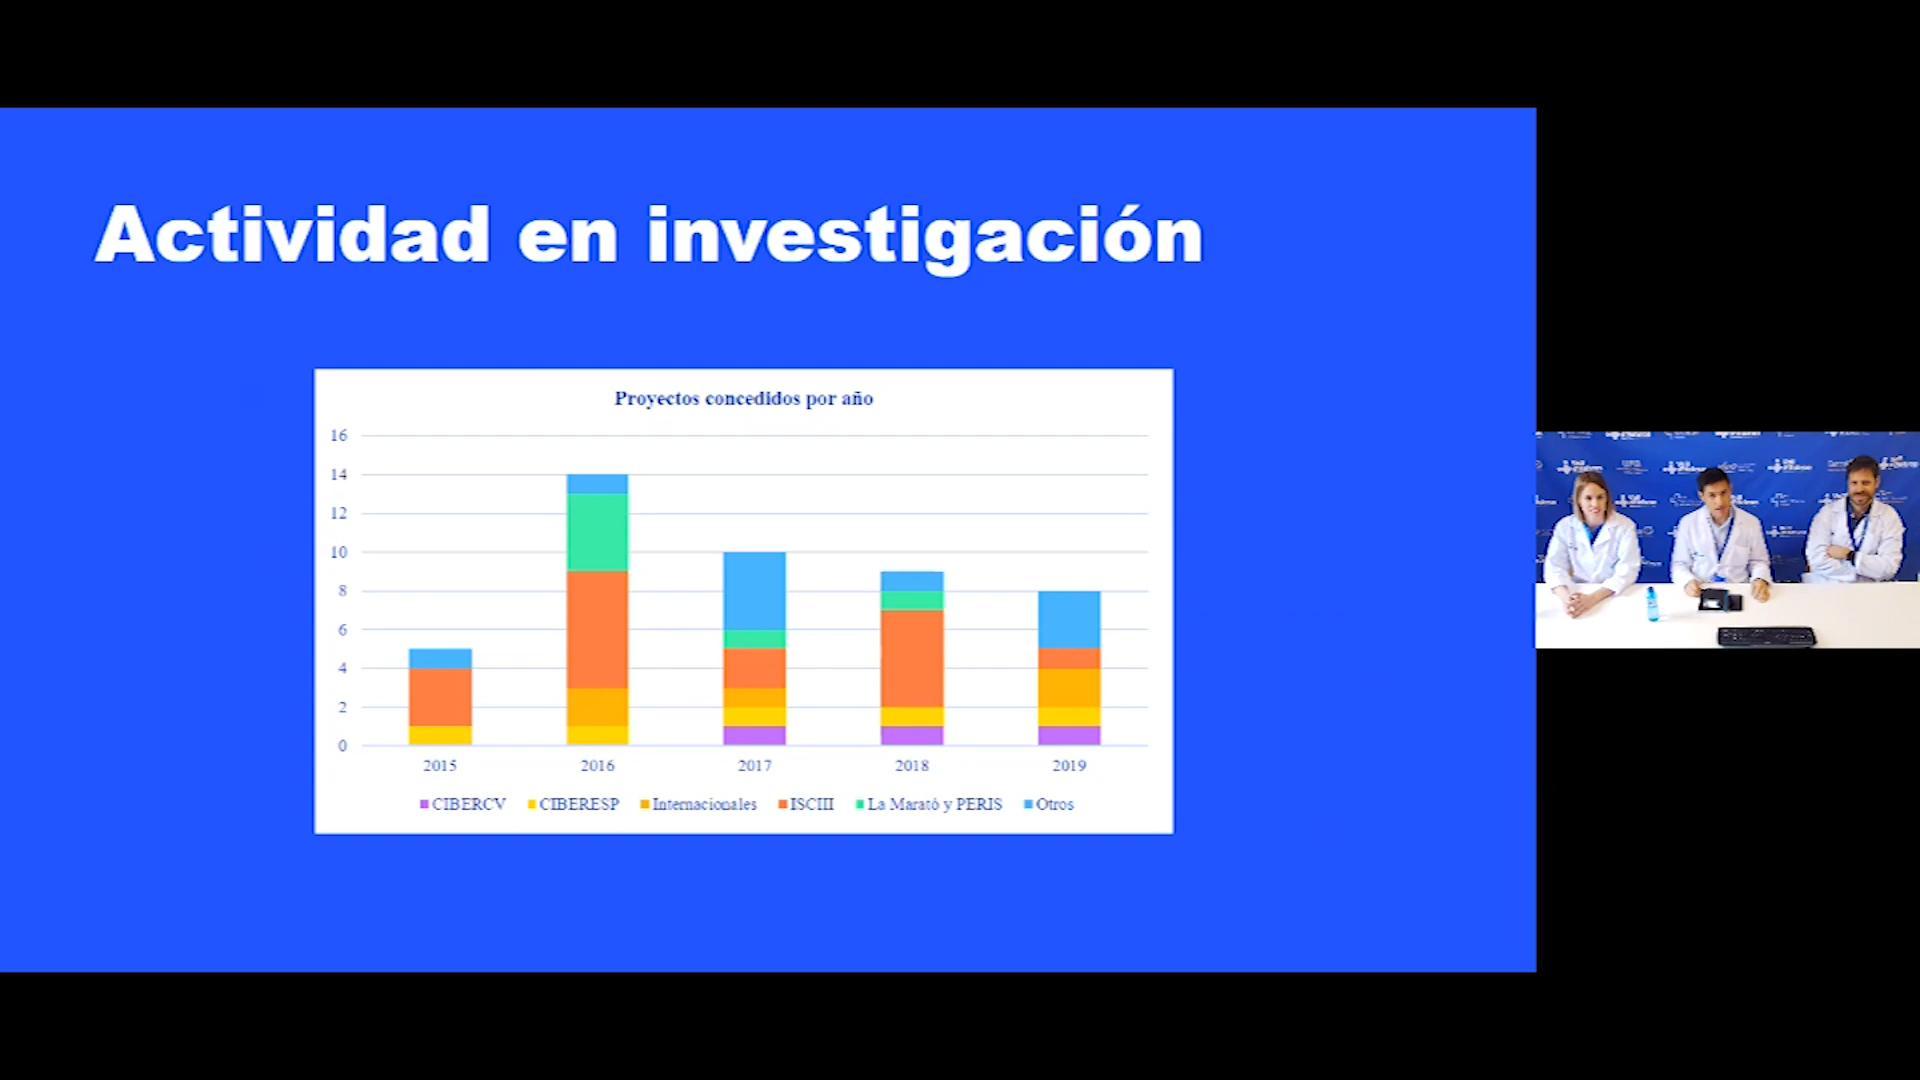 Actividad en investigación
Proyectos concedidos por año
16
14
12
10
8
6
4
2
0
2015 2016 2017 2018 2019
CIBERCV CIBERESP Internacionales ISCIII La Marató y PERIS Otros